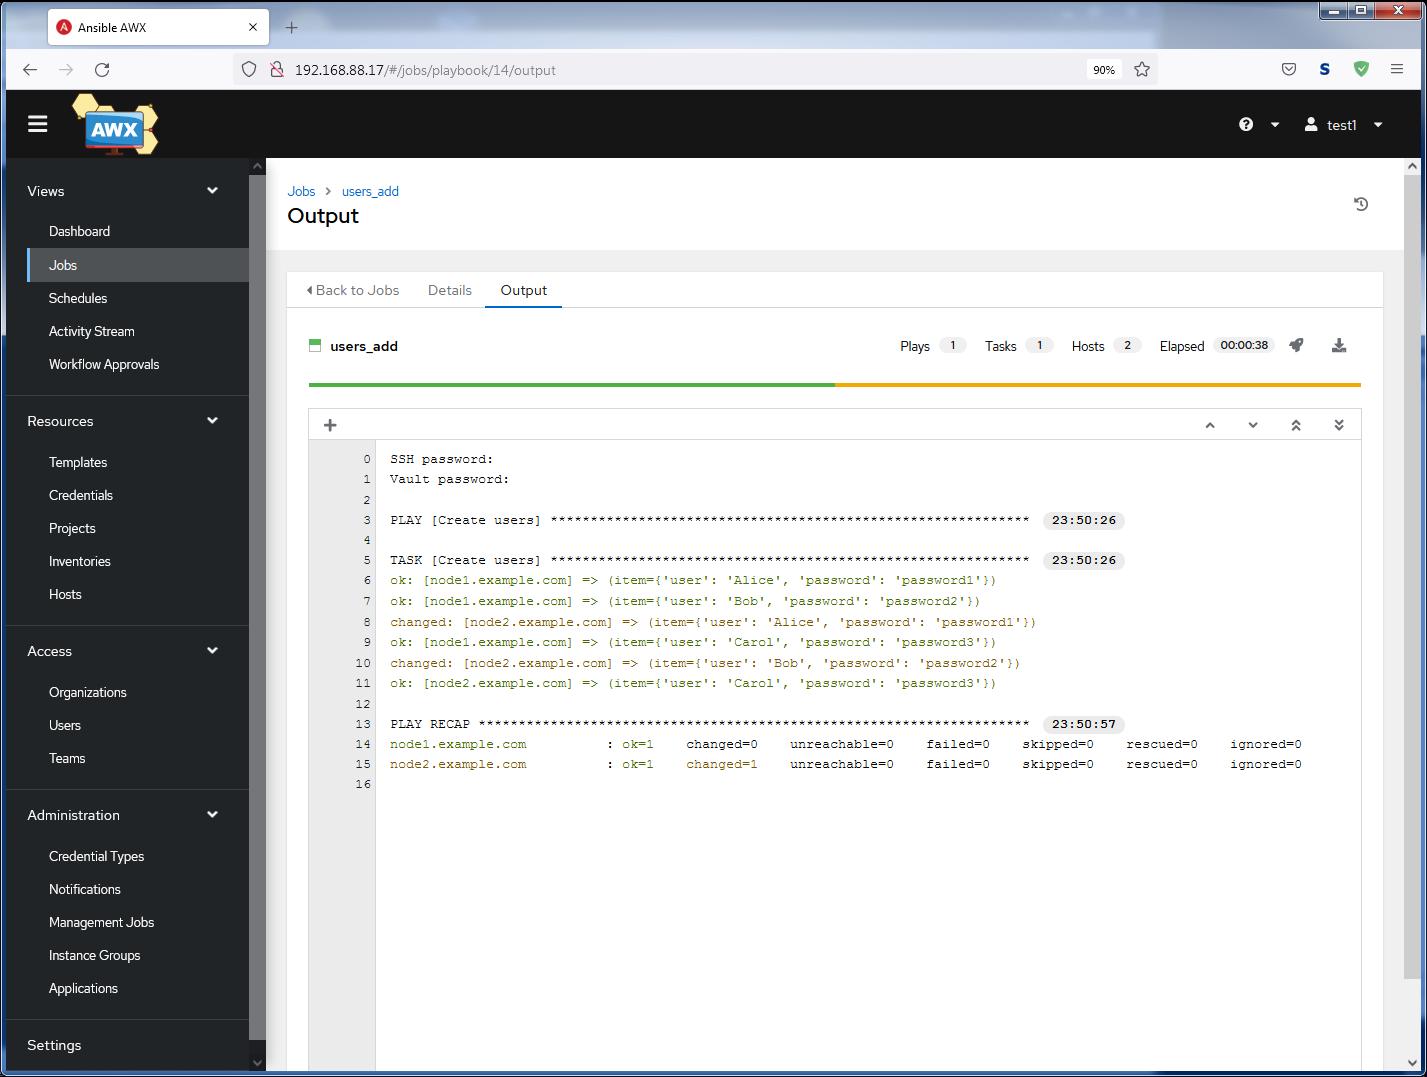 Ansible AWX
192.168.88.17/#/jobs/playbook/14/output
90%
S
AWX
test1
Views
Dashboard
Jobs
Schedules
Activity Stream
Workflow Approvals
Resources
Templates
Credentials
Projects
Inventories
Hosts
Access
Organizations
Users
Teams
Administration
Credential Types
Notifications
Management Jobs
Instance Groups
Applications
Settings
Jobs > users_add
Output
Back to Jobs Details Output
users_add Plays 1 Tasks 1 Hosts 2 Elapsed 00:00:38
0 SSH password:
1 Vault password:
2
3 PLAY [Create users] ************************************************************ 23:50:26
4
5 TASK [Create users] ************************************************************ 23:50:26
6 ok: [node1.example.com] => (item={'user': 'Alice', 'password': 'password1'})
7 ok: [node1.example.com] => (item={'user': 'Bob', 'password': 'password2'})
8 changed: [node2.example.com] => (item={'user': 'Alice', 'password': 'password1'})
9 ok: [node1.example.com] => (item={'user': 'Carol', 'password': 'password3'})
10 changed: [node2.example.com] => (item={'user': 'Bob', 'password': 'password2'})
11 ok: [node2.example.com] => (item={'user': 'Carol', 'password': 'password3'})
12
13 PLAY RECAP ********************************************************************* 23:50:57
14 node1.example.com : ok=1 changed=0 unreachable=0 failed=0 skipped=0 rescued=0 ignored=0
15 node2.example.com : ok=1 changed=1 unreachable=0 failed=0 skipped=0 rescued=0 ignored=0
16